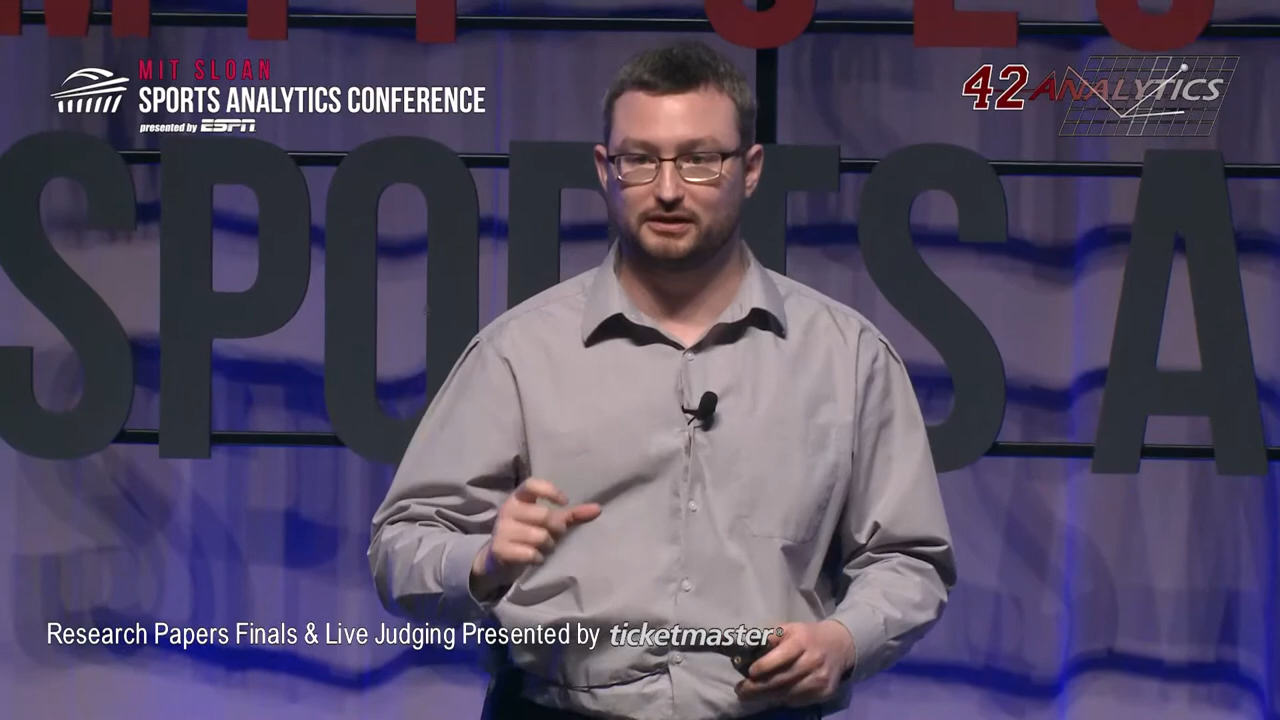 MIT SLOAN
SPORTS ANALYTICS CONFERENCE
presented by ESPN
42 ANALYTICS
SPORTS A
Research Papers Finals & Live Judging Presented by ticketmaster®